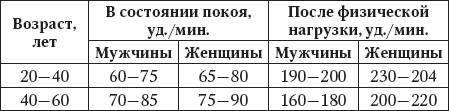 Возраст, лет | В состоянии покоя, уд./мин. | После физической нагрузки, уд./мин.
Мужчины | Женщины | Мужчины | Женщины
20—40 | 60—75 | 65—80 | 190—200 | 230—204
40—60 | 70—85 | 75—90 | 160—180 | 200—220